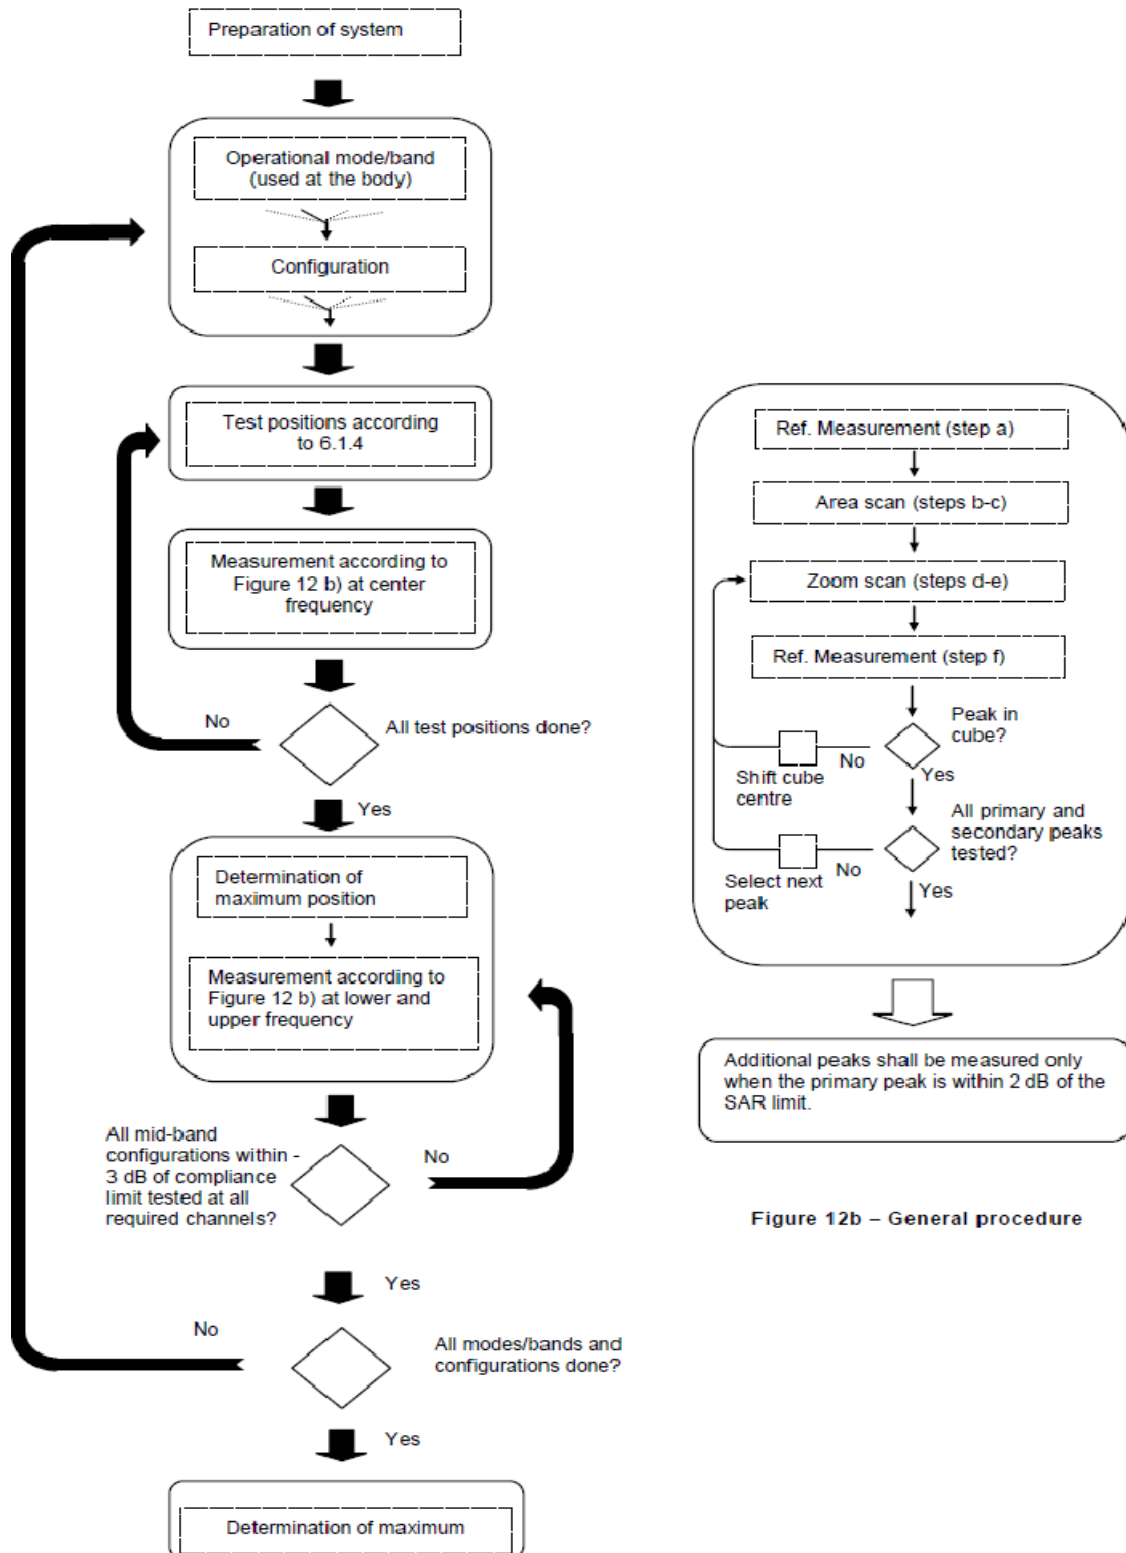 Preparation of system
Operational mode/band
(used at the body)
Configuration
Test positions according
to 6.1.4
Measurement according to
Figure 12 b) at center
frequency
No
All test positions done?
Yes
Determination of
maximum position
Measurement according to
Figure 12 b) at lower and
upper frequency
All mid-band
configurations within -
3 dB of compliance
limit tested at all
required channels?
No
Yes
No
All modes/bands and
configurations done?
Yes
Determination of maximum
Ref. Measurement (step a)
Area scan (steps b-c)
Zoom scan (steps d-e)
Ref. Measurement (step f)
Peak in
cube?
No
Shift cube
centre
Yes
All primary and
secondary peaks
tested?
No
Select next
peak
Yes
Additional peaks shall be measured only
when the primary peak is within 2 dB of the
SAR limit.
Figure 12b – General procedure